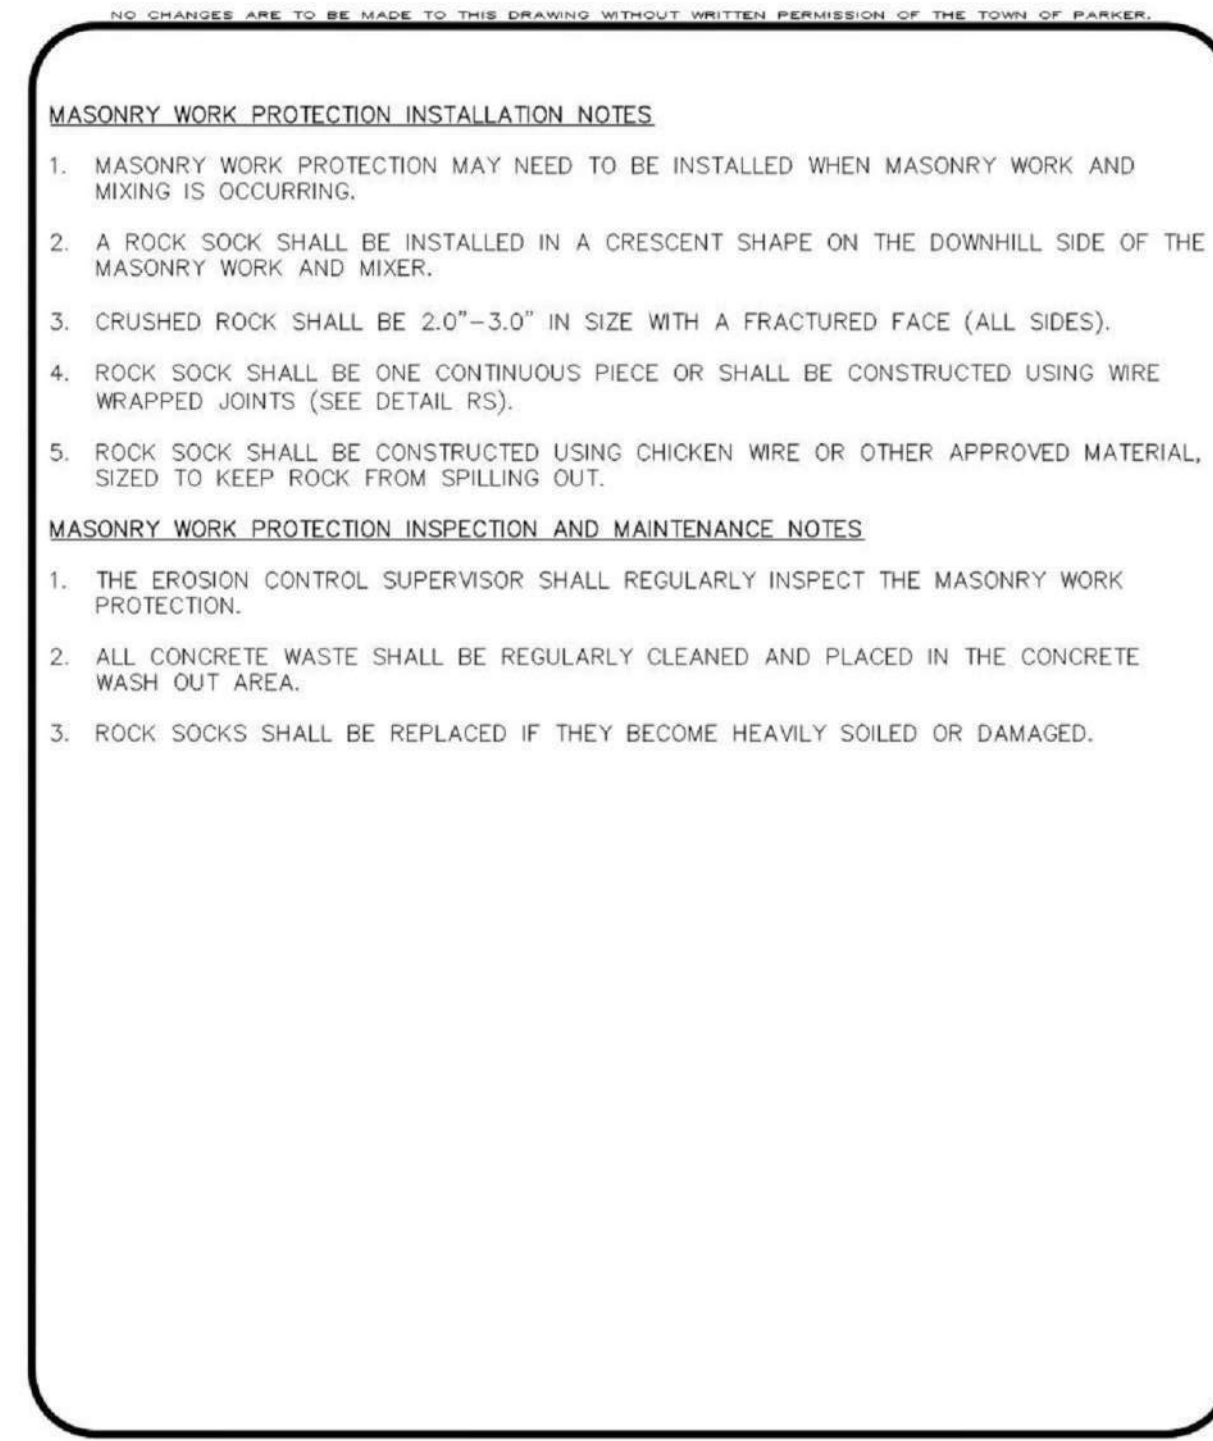 NO CHANGES ARE TO BE MADE TO THIS DRAWING WITHOUT WRITTEN PERMISSION OF THE TOWN OF PARKER.
MASONRY WORK PROTECTION INSTALLATION NOTES
1. MASONRY WORK PROTECTION MAY NEED TO BE INSTALLED WHEN MASONRY WORK AND
MIXING IS OCCURRING.
2. A ROCK SOCK SHALL BE INSTALLED IN A CRESCENT SHAPE ON THE DOWNHILL SIDE OF THE
MASONRY WORK AND MIXER.
3. CRUSHED ROCK SHALL BE 2.0"-3.0" IN SIZE WITH A FRACTURED FACE (ALL SIDES).
4. ROCK SOCK SHALL BE ONE CONTINUOUS PIECE OR SHALL BE CONSTRUCTED USING WIRE
WRAPPED JOINTS (SEE DETAIL RS).
5. ROCK SOCK SHALL BE CONSTRUCTED USING CHICKEN WIRE OR OTHER APPROVED MATERIAL,
SIZED TO KEEP ROCK FROM SPILLING OUT.
MASONRY WORK PROTECTION INSPECTION AND MAINTENANCE NOTES
1. THE EROSION CONTROL SUPERVISOR SHALL REGULARLY INSPECT THE MASONRY WORK
PROTECTION.
2. ALL CONCRETE WASTE SHALL BE REGULARLY CLEANED AND PLACED IN THE CONCRETE
WASH OUT AREA.
3. ROCK SOCKS SHALL BE REPLACED IF THEY BECOME HEAVILY SOILED OR DAMAGED.